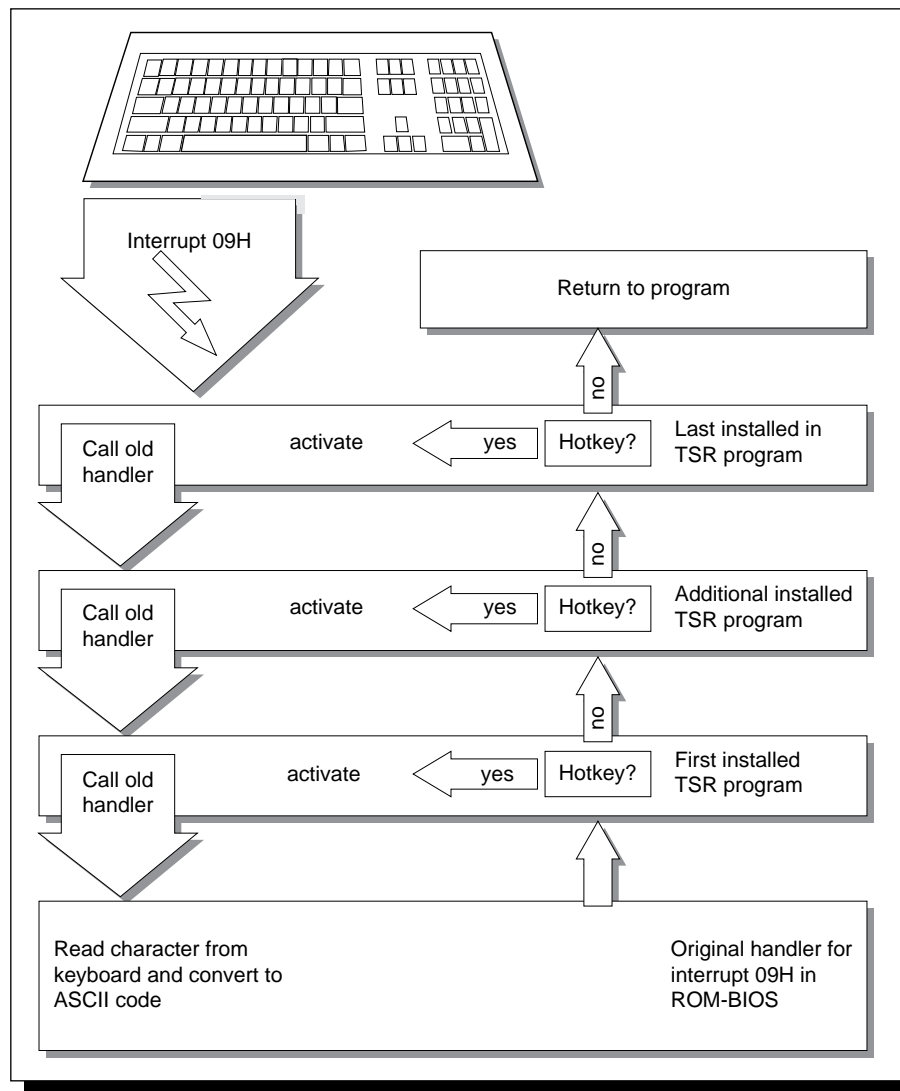 Interrupt 09H
Return to program
no
Call old
handler
activate
yes
Hotkey?
Last installed in
TSR program
no
Call old
handler
activate
yes
Hotkey?
Additional installed
TSR program
no
Call old
handler
activate
yes
Hotkey?
First installed
TSR program
Read character from
keyboard and convert to
ASCII code
Original handler for
interrupt 09H in
ROM-BIOS